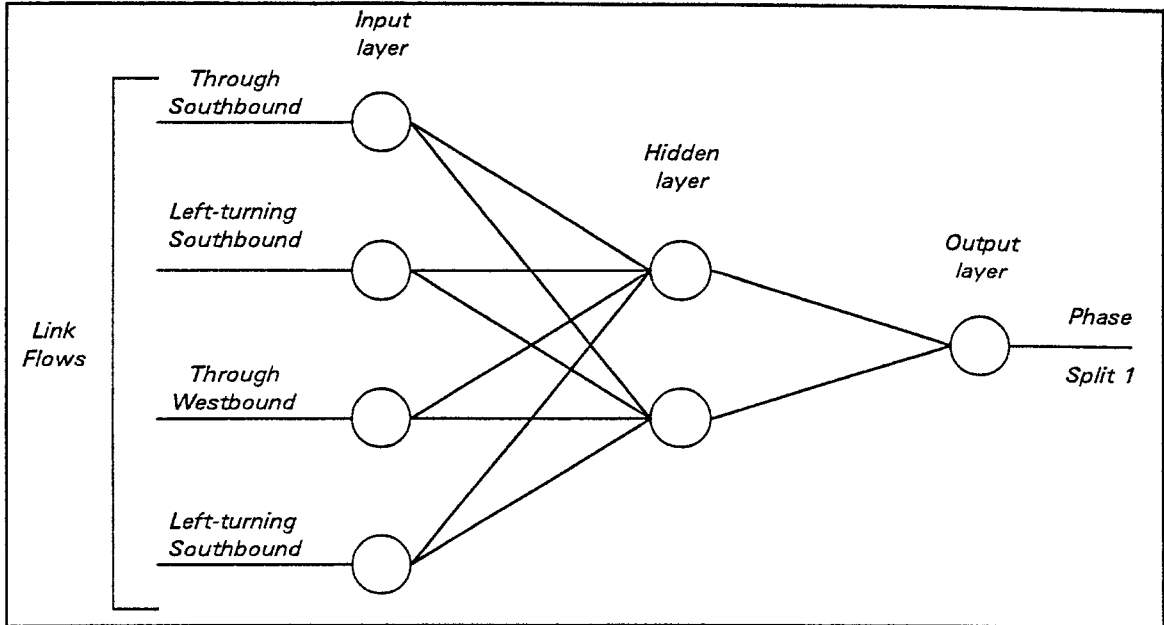 Input
layer
Through
Southbound
Hidden
layer
Left-turning
Southbound
Output
layer
Link
Flows
Phase
Split 1
Through
Westbound
Left-turning
Southbound